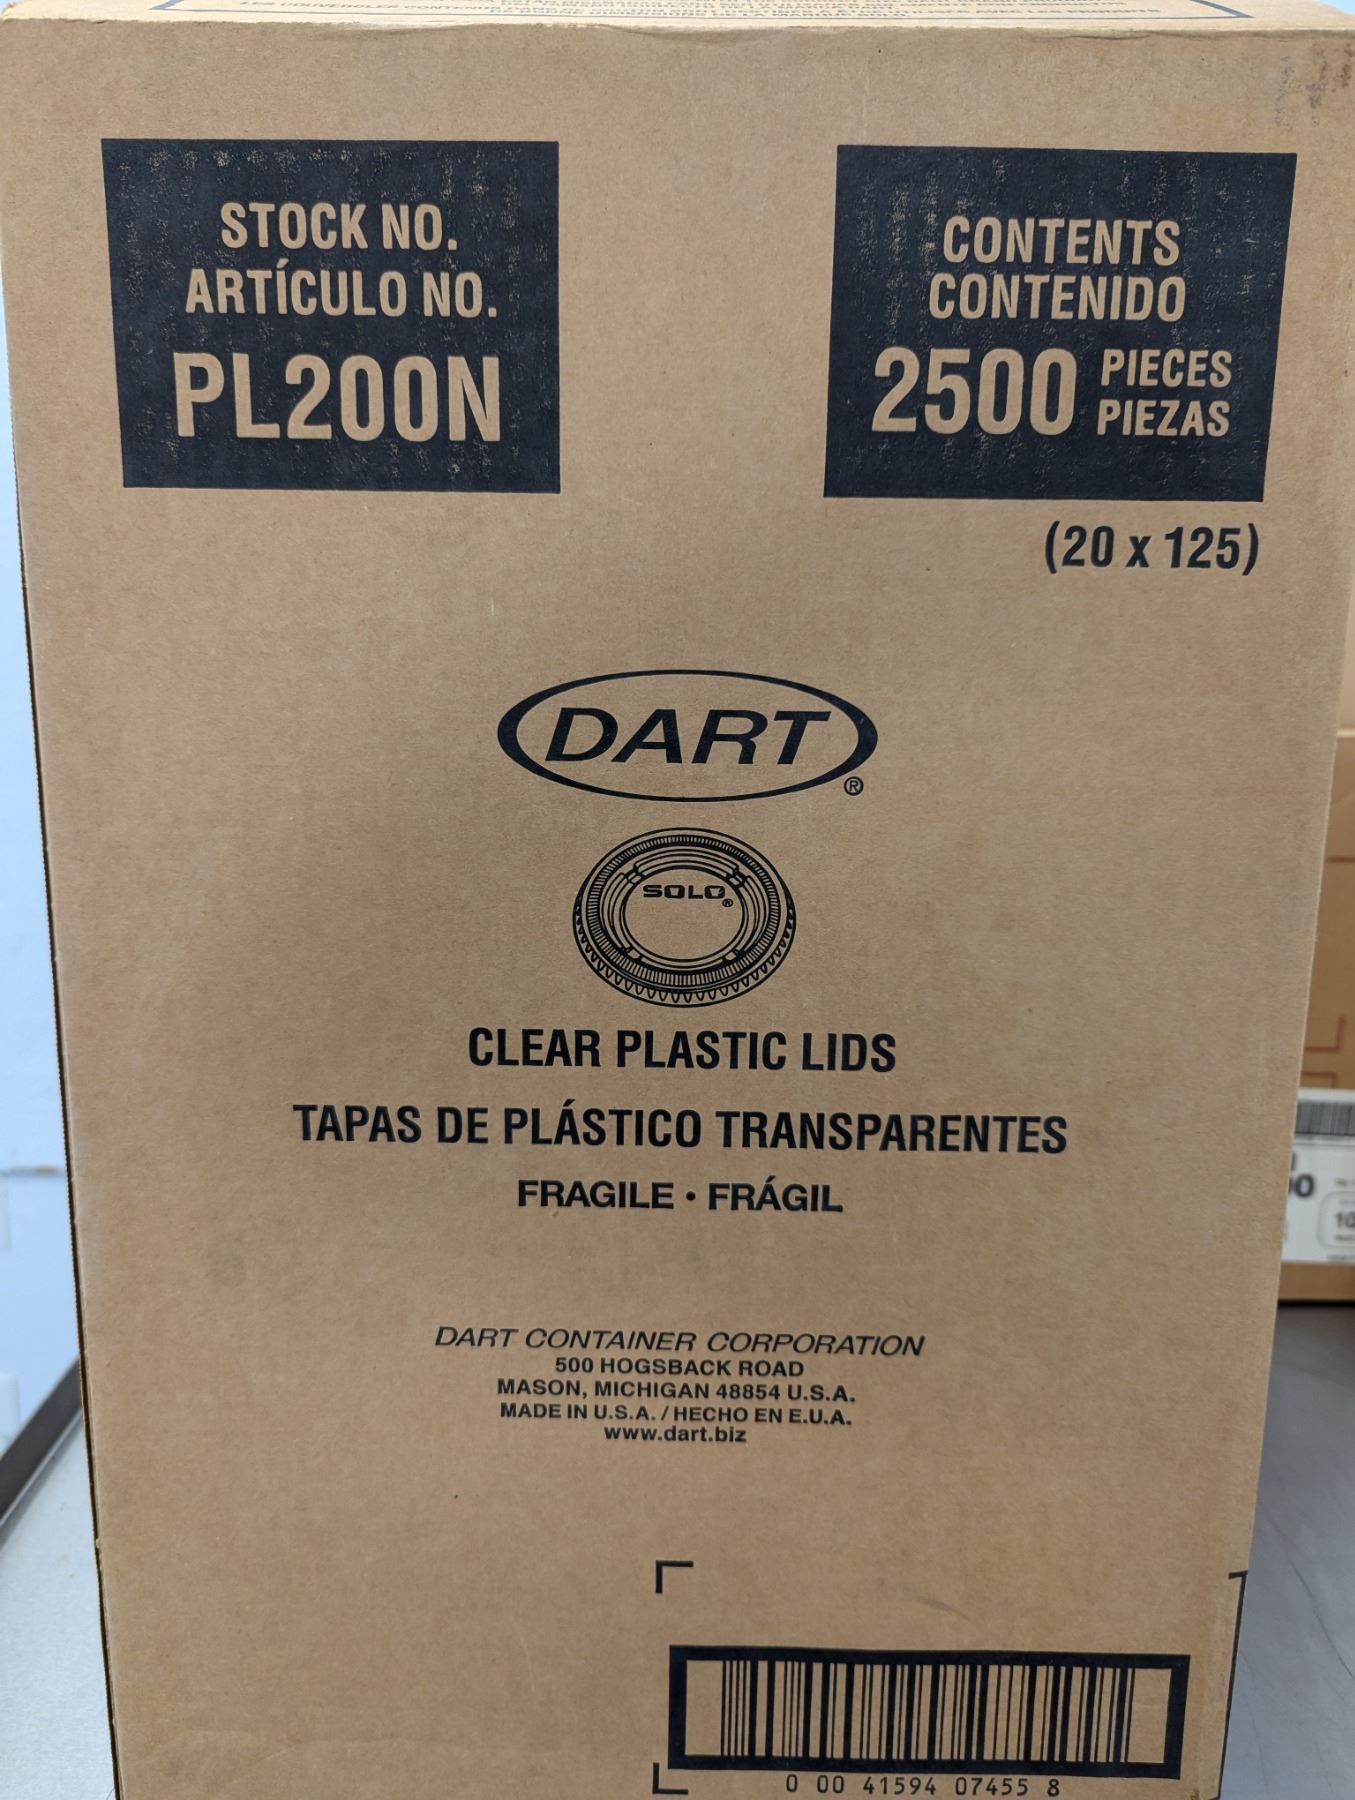 STOCK NO.
ARTÍCULO NO.
PL200N
CONTENTS
CONTENIDO
2500 PIECES
PIEZAS
(20 x 125)
DART®
SOLO®
CLEAR PLASTIC LIDS
TAPAS DE PLÁSTICO TRANSPARENTES
FRAGILE • FRÁGIL
DART CONTAINER CORPORATION
500 HOGSBACK ROAD
MASON, MICHIGAN 48854 U.S.A.
MADE IN U.S.A. / HECHO EN E.U.A.
www.dart.biz
0 00 41594 07455 8